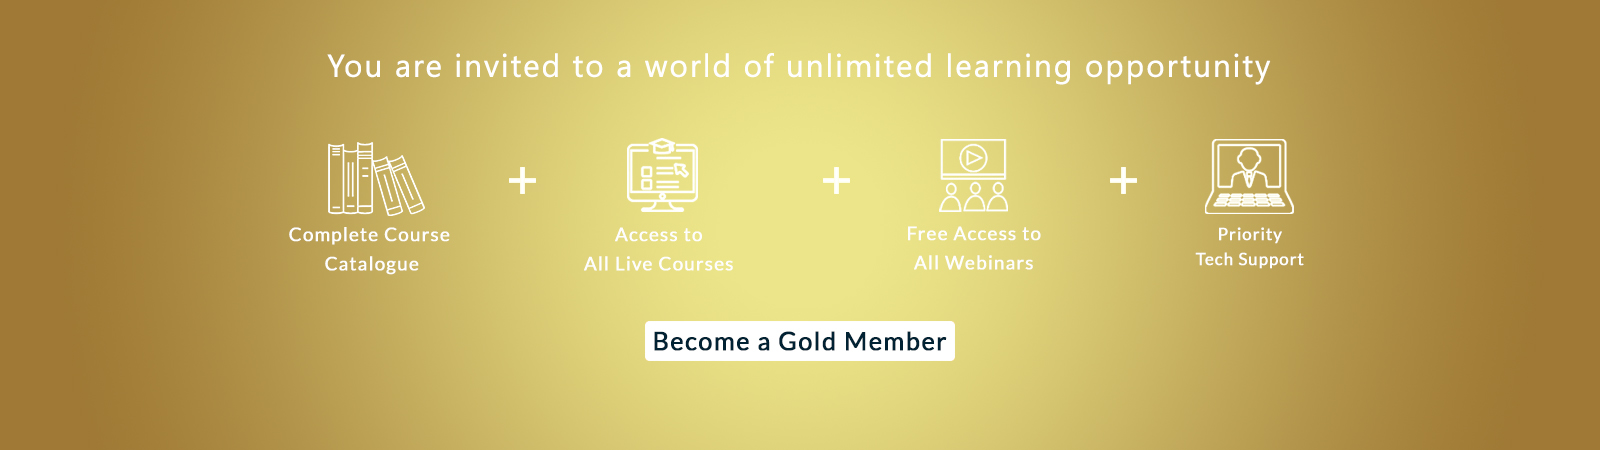 You are invited to a world of unlimited learning opportunity
+ + +
Complete Course
Catalogue
Access to
All Live Courses
Free Access to
All Webinars
Priority
Tech Support
Become a Gold Member